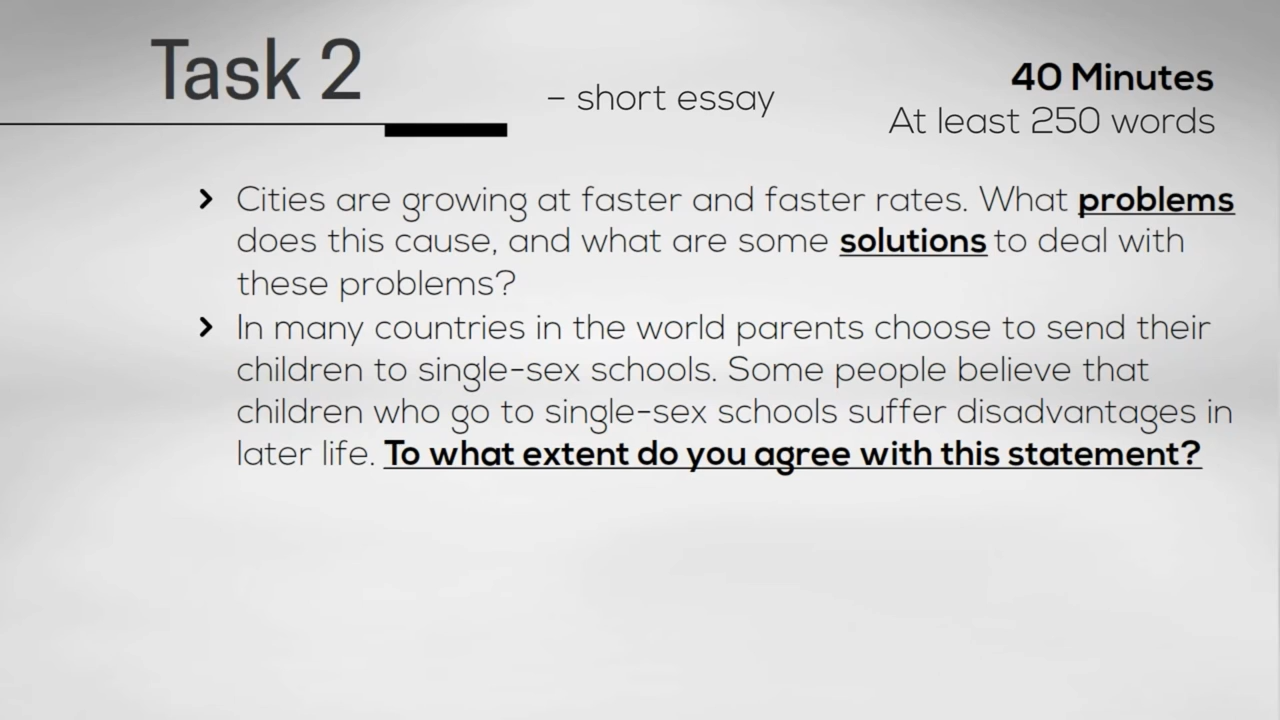 Task 2
– short essay
40 Minutes
At least 250 words
› Cities are growing at faster and faster rates. What problems
does this cause, and what are some solutions to deal with
these problems?
› In many countries in the world parents choose to send their
children to single-sex schools. Some people believe that
children who go to single-sex schools suffer disadvantages in
later life. To what extent do you agree with this statement?